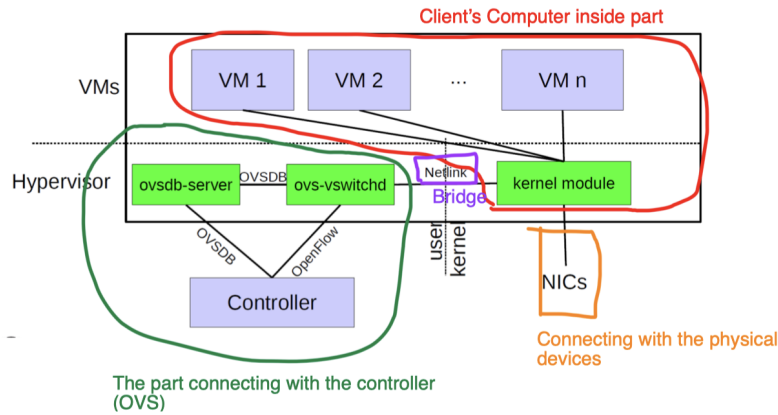 Client's Computer inside part
VMs
VM 1
VM 2
...
VM n
Hypervisor
ovsdb-server
OVSDB
ovs-vswitchd
Netlink
kernel module
Bridge
OVSDB
OpenFlow
user
kernel
Controller
NICs
Connecting with the physical
devices
The part connecting with the controller
(OVS)